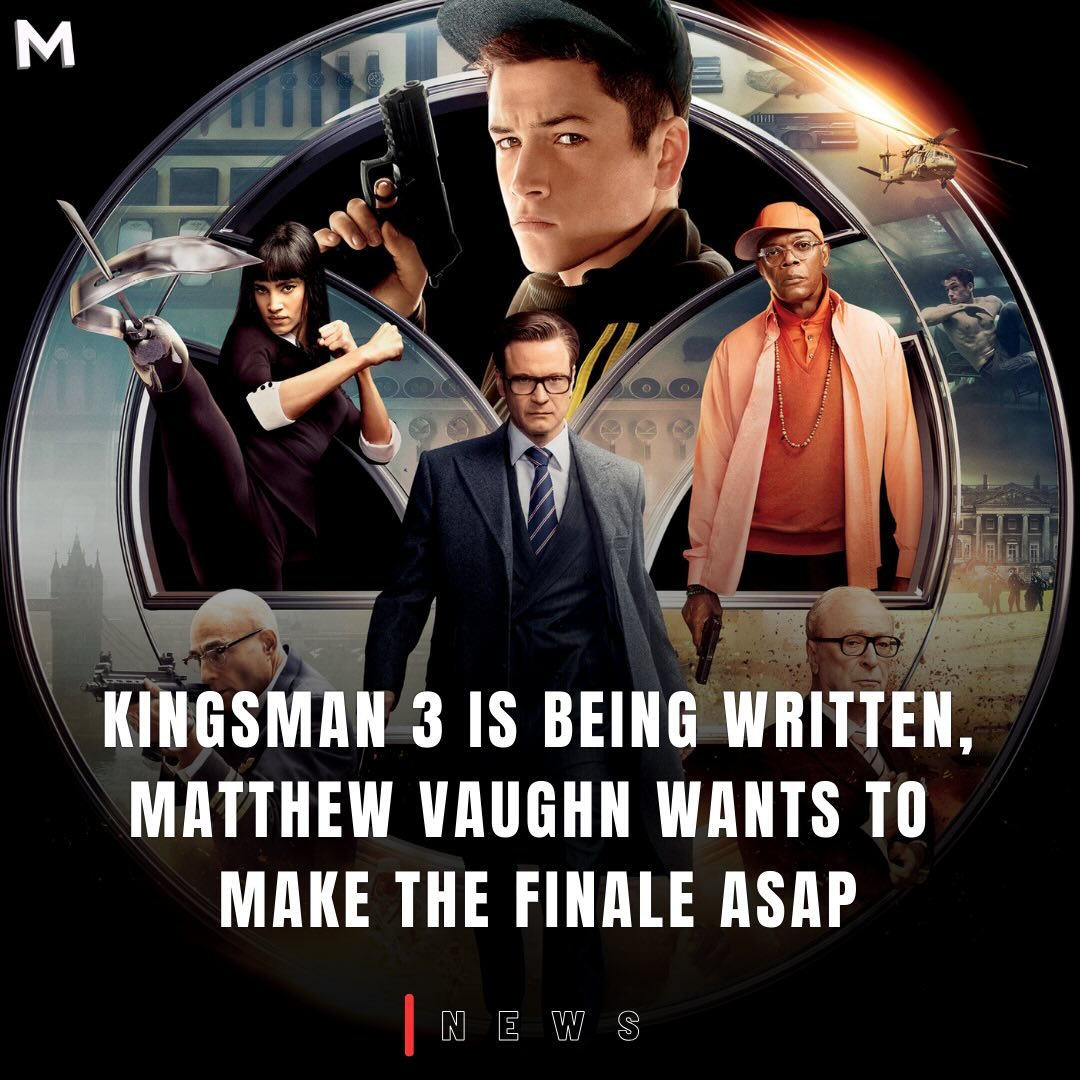 M
KINGSMAN 3 IS BEING WRITTEN,
MATTHEW VAUGHN WANTS TO
MAKE THE FINALE ASAP
NEWS